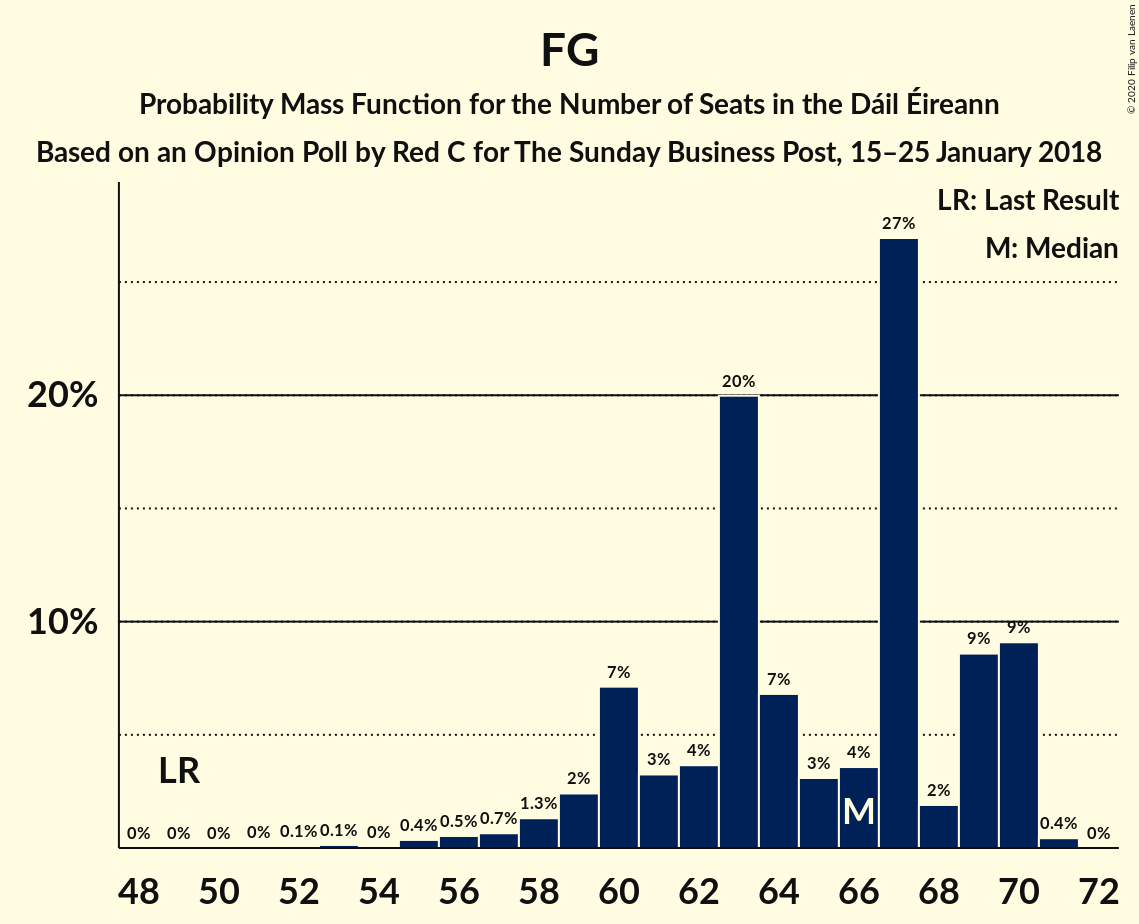 © 2020 Filip van Laenen
FG
Probability Mass Function for the Number of Seats in the Dáil Éireann
Based on an Opinion Poll by Red C for The Sunday Business Post, 15–25 January 2018
LR: Last Result
M: Median
20%
10%
LR
M
0% 0% 0% 0% 0.1% 0.1% 0% 0.4% 0.5% 0.7% 1.3% 2% 7% 3% 4% 20% 7% 3% 4% 27% 2% 9% 9% 0.4% 0%
48 50 52 54 56 58 60 62 64 66 68 70 72